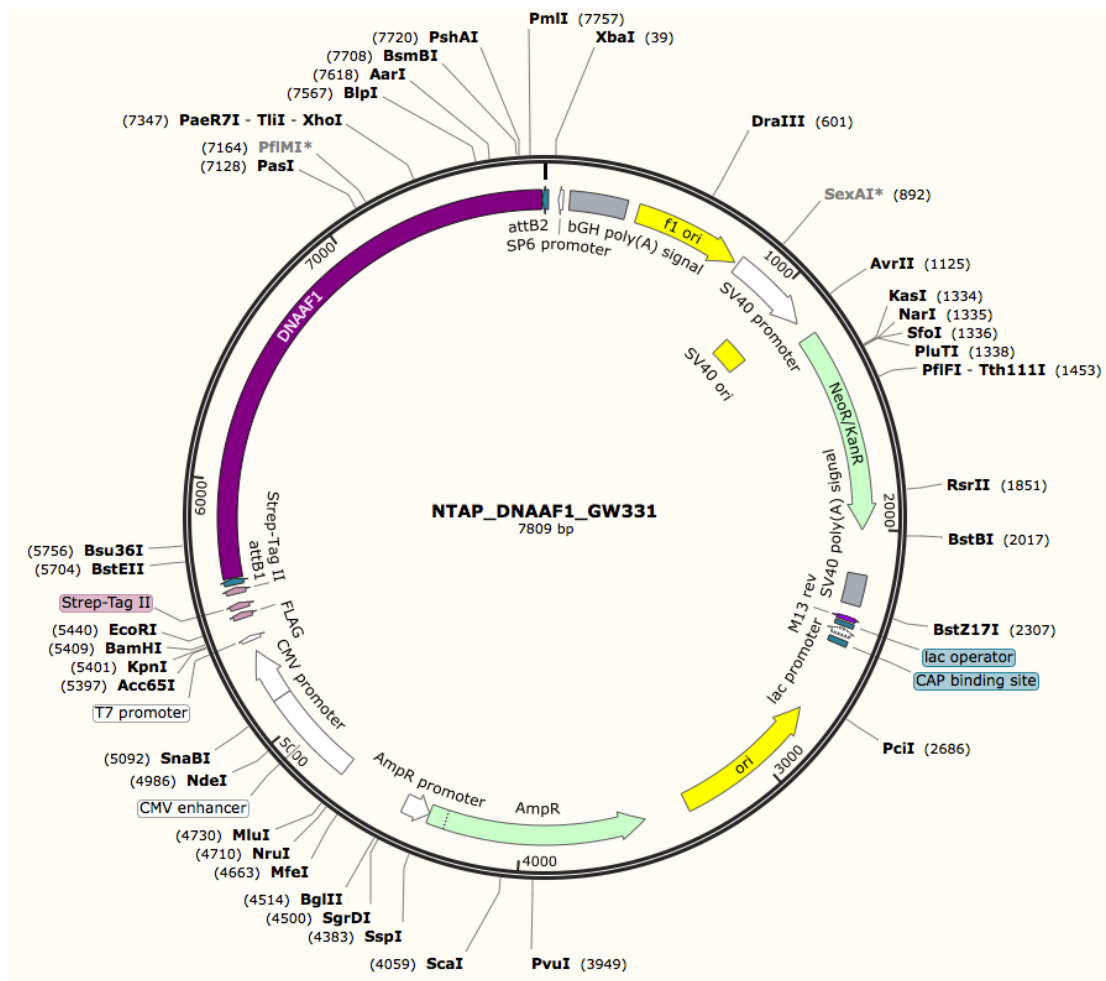 PmlI (7757)
(7720) PshAI
XbaI (39)
(7708) BsmBI
(7618) AarI
(7567) BlpI
(7347) PaeR7I - TliI - XhoI
DraIII (601)
(7164) PflMI*
(7128) PasI
SexAI* (892)
attB2
SP6 promoter
bGH poly(A) signal
f1 ori
1000
7000
AvrII (1125)
SV40 promoter
KasI (1334)
NarI (1335)
DNAAF1
SfoI (1336)
PluTI (1338)
SV40 ori
PflFI - Tth111I (1453)
NeoR/KanR
SV40 poly(A) signal
RsrII (1851)
6000
Strep-Tag II
NTAP_DNAAF1_GW331
7809 bp
2000
(5756) Bsu36I
BstBI (2017)
(5704) BstEII
attB1
Strep-Tag II
FLAG
M13 rev
(5440) EcoRI
BstZ17I (2307)
(5409) BamHI
lac operator
(5401) KpnI
CMV promoter
lac promoter
CAP binding site
(5397) Acc65I
T7 promoter
PciI (2686)
(5092) SnaBI
5000
(4986) NdeI
ori
3000
AmpR promoter
CMV enhancer
AmpR
(4730) MluI
(4710) NruI
(4663) MfeI
4000
(4514) BglII
(4500) SgrDI
(4383) SspI
(4059) ScaI
PvuI (3949)